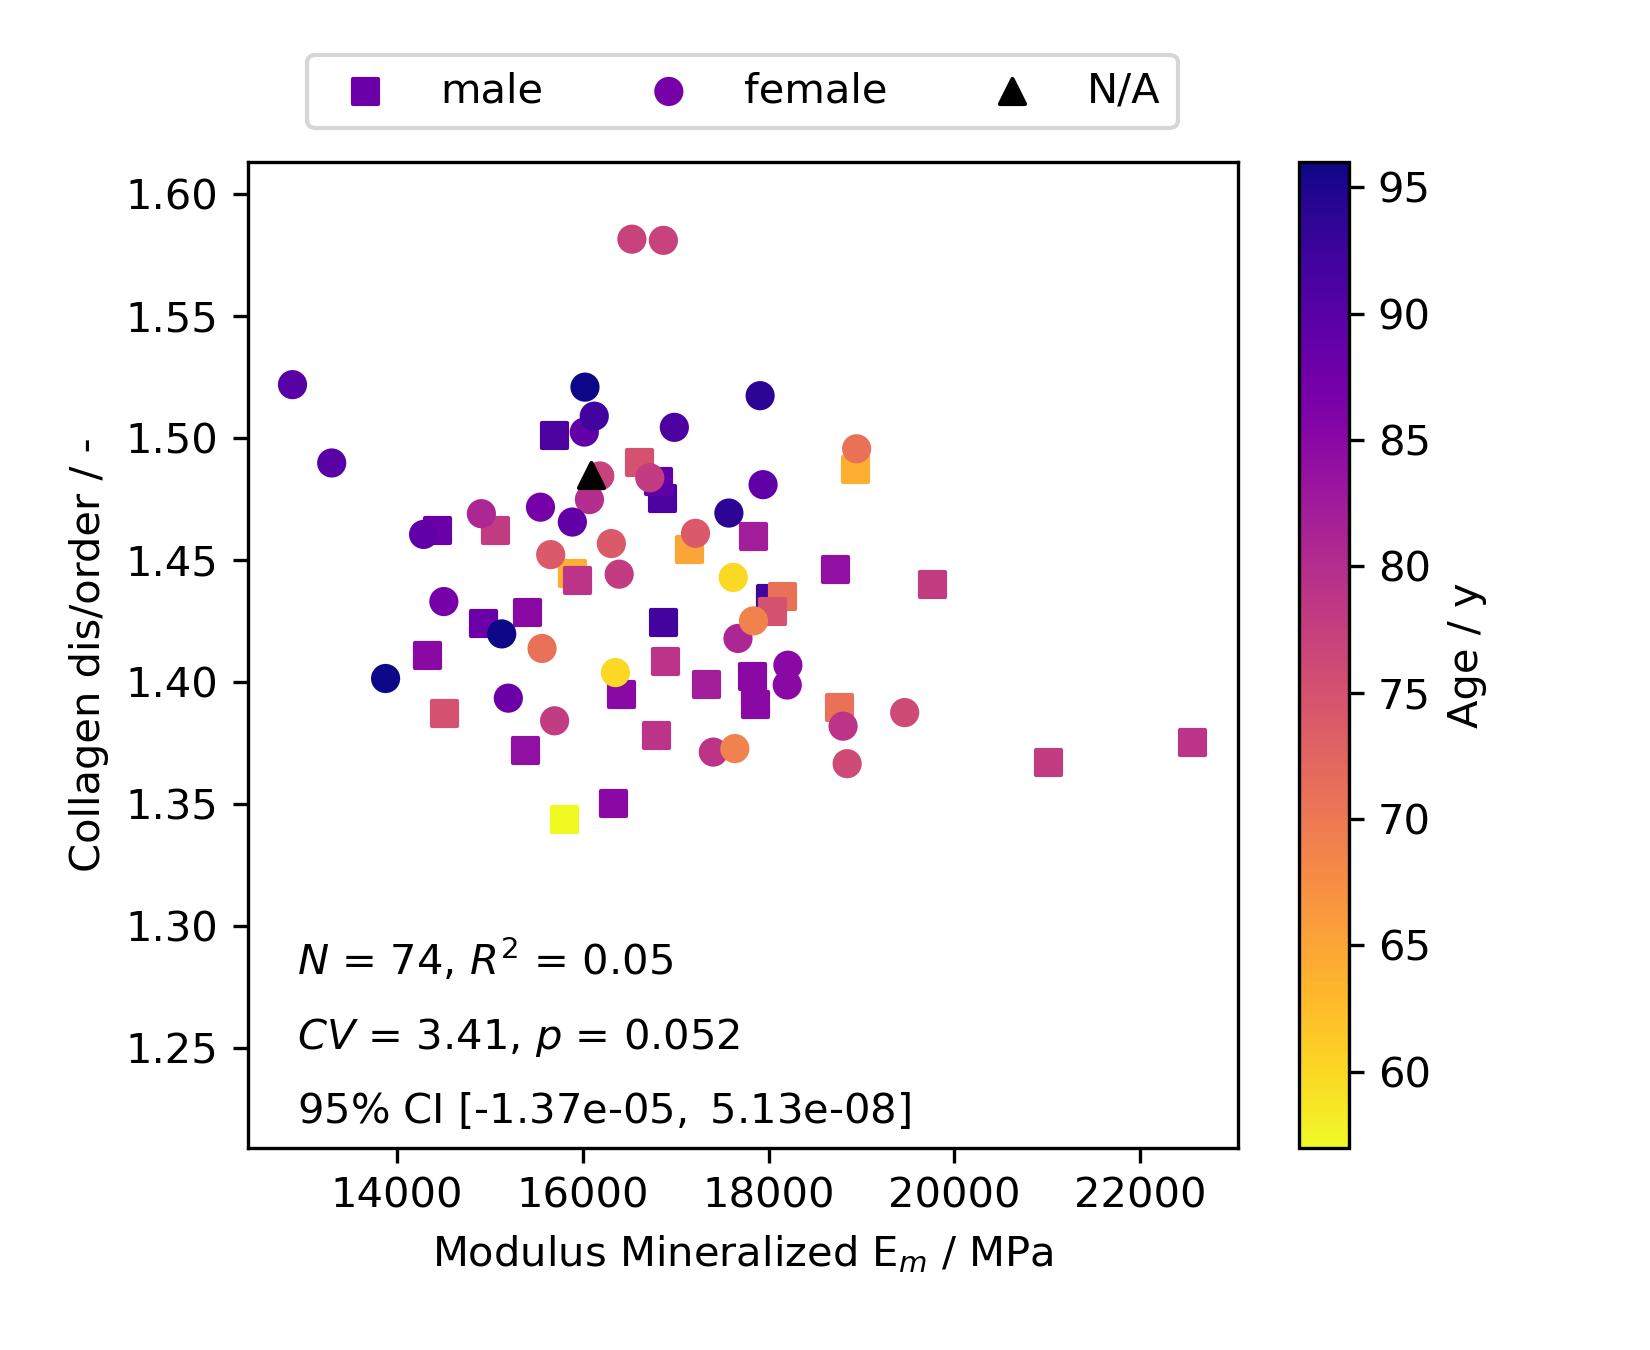 male female N/A
1.60
1.55
1.50
1.45
1.40
1.35
1.30
1.25
Collagen dis/order / -
N = 74, R² = 0.05
CV = 3.41, p = 0.052
95% CI [-1.37e-05, 5.13e-08]
14000 16000 18000 20000 22000
Modulus Mineralized Eₘ / MPa
95
90
85
80
75
70
65
60
Age / y